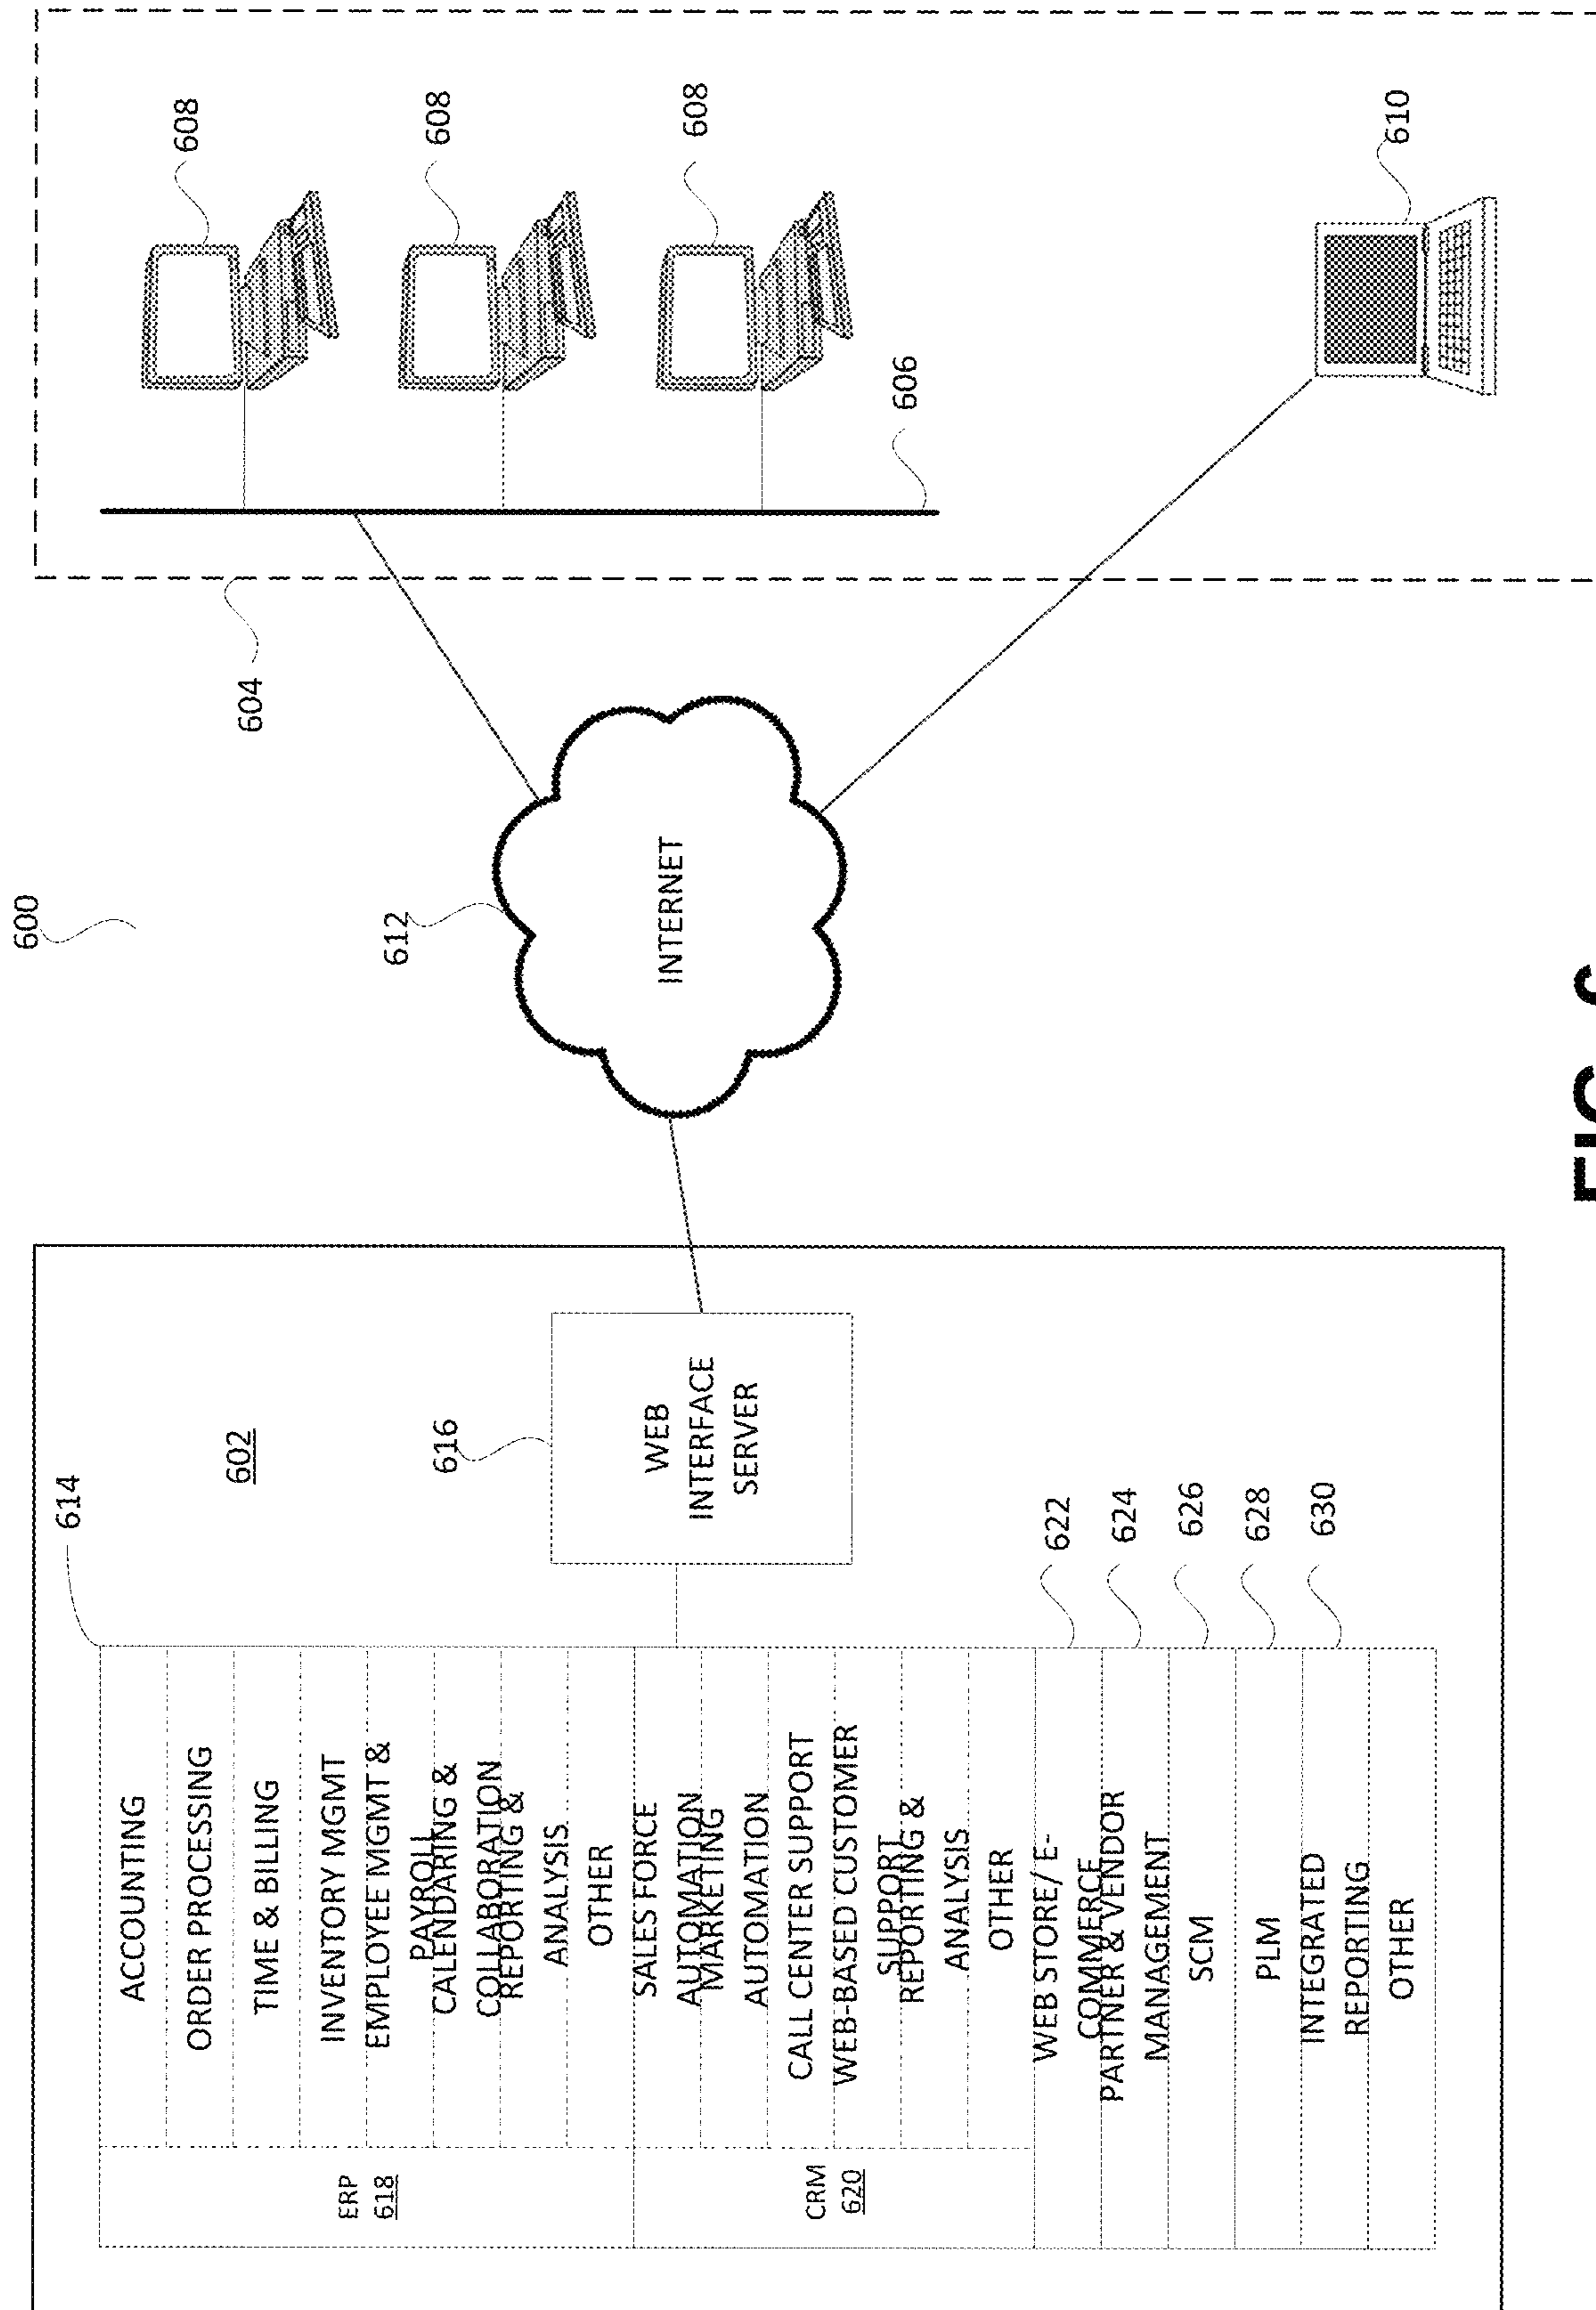 600
602
614
ERP
618
ACCOUNTING
ORDER PROCESSING
TIME & BILLING
INVENTORY MGMT
EMPLOYEE MGMT &
PAYROLL
CALENDARING &
COLLABORATION
REPORTING &
ANALYSIS
OTHER
CRM
620
SALES FORCE
AUTOMATION
MARKETING
AUTOMATION
CALL CENTER SUPPORT
WEB-BASED CUSTOMER
SUPPORT
REPORTING &
ANALYSIS
OTHER
WEB STORE/ E-
COMMERCE
622
PARTNER & VENDOR
MANAGEMENT
624
SCM
626
PLM
628
INTEGRATED
REPORTING
630
OTHER
616
WEB
INTERFACE
SERVER
612
INTERNET
604
606
608
608
608
610
FIG. 6